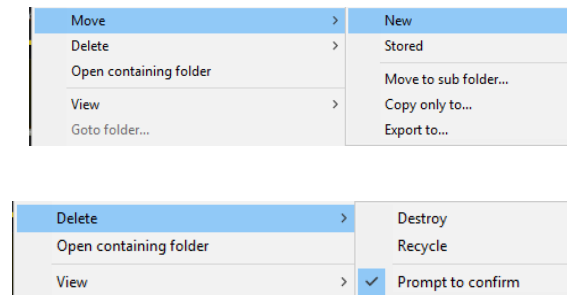 Move
Delete
Open containing folder
View
Goto folder...
New
Stored
Move to sub folder...
Copy only to...
Export to...
Delete
Open containing folder
View
Destroy
Recycle
Prompt to confirm